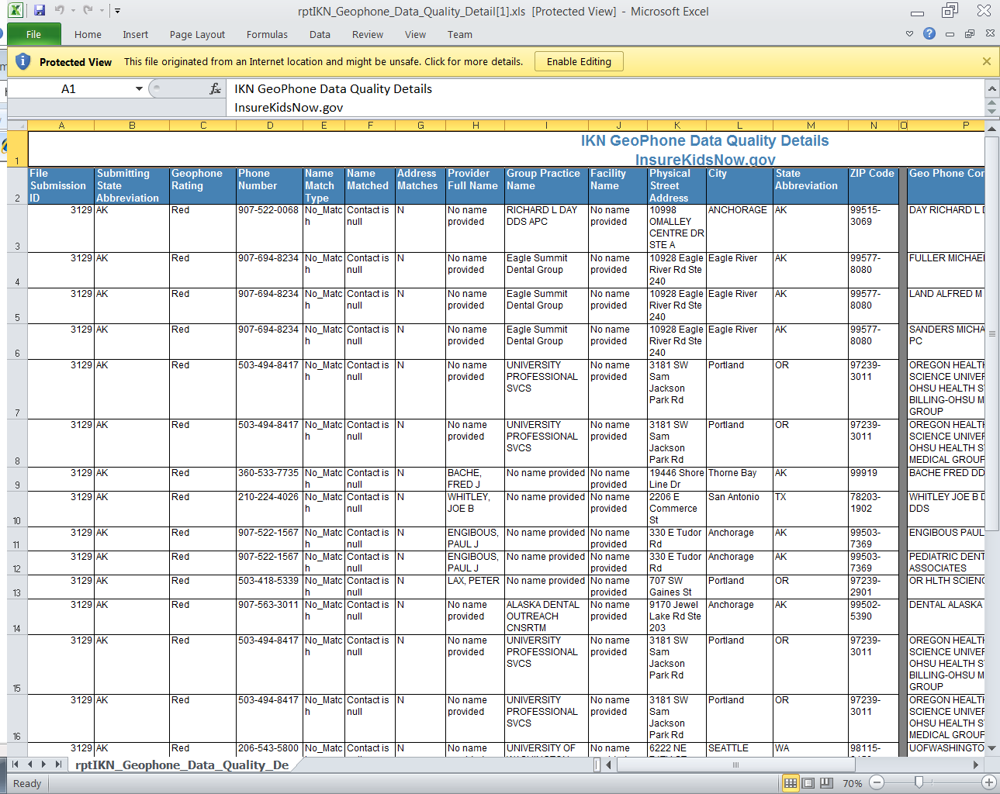 rptIKN_Geophone_Data_Quality_Detail[1].xls [Protected View] - Microsoft Excel
File Home Insert Page Layout Formulas Data Review View Team
Protected View This file originated from an Internet location and might be unsafe. Click for more details. Enable Editing
A1 fx IKN GeoPhone Data Quality Details
InsureKidsNow.gov
A B C D E F G H I J K L M N O P
1 IKN GeoPhone Data Quality Details
InsureKidsNow.gov
2 File Submission ID Submitting State Abbreviation Geophone Rating Phone Number Name Match Type Name Matched Address Matches Provider Full Name Group Practice Name Facility Name Physical Street Address City State Abbreviation ZIP Code Geo Phone Con
3 3129 AK Red 907-522-0068 No_Match Contact is null N No name provided RICHARD L DAY DDS APC No name provided 10998 OMALLEY CENTRE DR STE A ANCHORAGE AK 99515-3069 DAY RICHARD L
4 3129 AK Red 907-694-8234 No_Match Contact is null N No name provided Eagle Summit Dental Group No name provided 10928 Eagle River Rd Ste 240 Eagle River AK 99577-8080 FULLER MICHAEL
5 3129 AK Red 907-694-8234 No_Match Contact is null N No name provided Eagle Summit Dental Group No name provided 10928 Eagle River Rd Ste 240 Eagle River AK 99577-8080 LAND ALFRED M
6 3129 AK Red 907-694-8234 No_Match Contact is null N No name provided Eagle Summit Dental Group No name provided 10928 Eagle River Rd Ste 240 Eagle River AK 99577-8080 SANDERS MICHA PC
7 3129 AK Red 503-494-8417 No_Match Contact is null N No name provided UNIVERSITY PROFESSIONAL SVCS No name provided 3181 SW Sam Jackson Park Rd Portland OR 97239-3011 OREGON HEALTH SCIENCE UNIVER OHSU HEALTH S BILLING-OHSU M GROUP
8 3129 AK Red 503-494-8417 No_Match Contact is null N No name provided UNIVERSITY PROFESSIONAL SVCS No name provided 3181 SW Sam Jackson Park Rd Portland OR 97239-3011 OREGON HEALTH SCIENCE UNIVER OHSU HEALTH S MEDICAL GROUP
9 3129 AK Red 360-533-7735 No_Match Contact is null N BACHE, FRED J No name provided No name provided 19446 Shore Line Dr Thorne Bay AK 99919 BACHE FRED DD
10 3129 AK Red 210-224-4026 No_Match Contact is null N WHITLEY, JOE B No name provided No name provided 2206 E Commerce St San Antonio TX 78203-1902 WHITLEY JOE B DDS
11 3129 AK Red 907-522-1567 No_Match Contact is null N ENGIBOUS, PAUL J No name provided No name provided 330 E Tudor Rd Anchorage AK 99503-7369 ENGIBOUS PAUL
12 3129 AK Red 907-522-1567 No_Match Contact is null N ENGIBOUS, PAUL J No name provided No name provided 330 E Tudor Rd Anchorage AK 99503-7369 PEDIATRIC DENT ASSOCIATES
13 3129 AK Red 503-418-5339 No_Match Contact is null N LAX, PETER No name provided No name provided 707 SW Gaines St Portland OR 97239-2901 OR HLTH SCIENC
14 3129 AK Red 907-563-3011 No_Match Contact is null N No name provided ALASKA DENTAL OUTREACH CNSRTM No name provided 9170 Jewel Lake Rd Ste 203 Anchorage AK 99502-5390 DENTAL ALASKA
15 3129 AK Red 503-494-8417 No_Match Contact is null N No name provided UNIVERSITY PROFESSIONAL SVCS No name provided 3181 SW Sam Jackson Park Rd Portland OR 97239-3011 OREGON HEALTH SCIENCE UNIVER OHSU HEALTH S BILLING-OHSU M GROUP
16 3129 AK Red 503-494-8417 No_Match Contact is null N No name provided UNIVERSITY PROFESSIONAL SVCS No name provided 3181 SW Sam Jackson Park Rd Portland OR 97239-3011 OREGON HEALTH SCIENCE UNIVER OHSU HEALTH S MEDICAL GROUP
3129 AK Red 206-543-5800 No_Match Contact is No name UNIVERSITY OF No name 6222 NE SEATTLE WA 98115- UOFWASHINGTO
rptIKN_Geophone_Data_Quality_De
Ready 70%